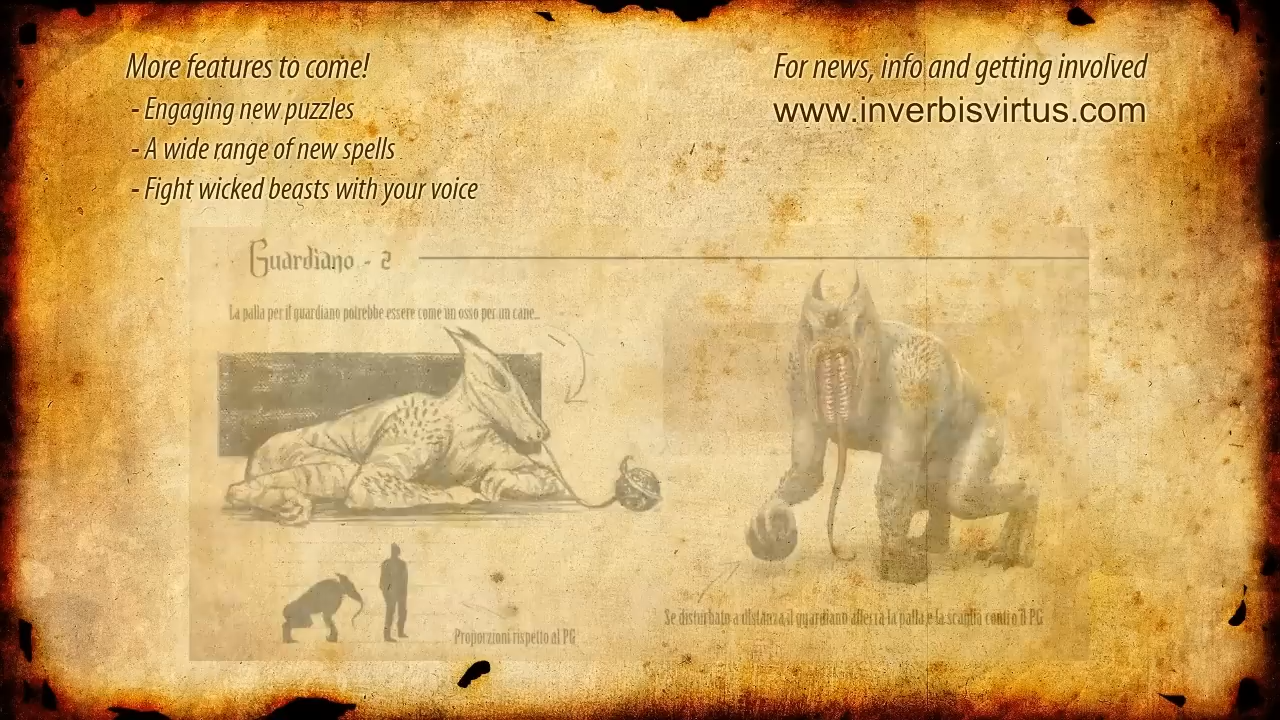 More features to come!
- Engaging new puzzles
- A wide range of new spells
- Fight wicked beasts with your voice
For news, info and getting involved
www.inverbisvirtus.com
Guardiano - 2
La palla per il guardiano potrebbe essere come un osso per un cane...
Se disturbato a distanza il guardiano afferra la palla e la scaglia contro il PG
Proporzioni rispetto al PG